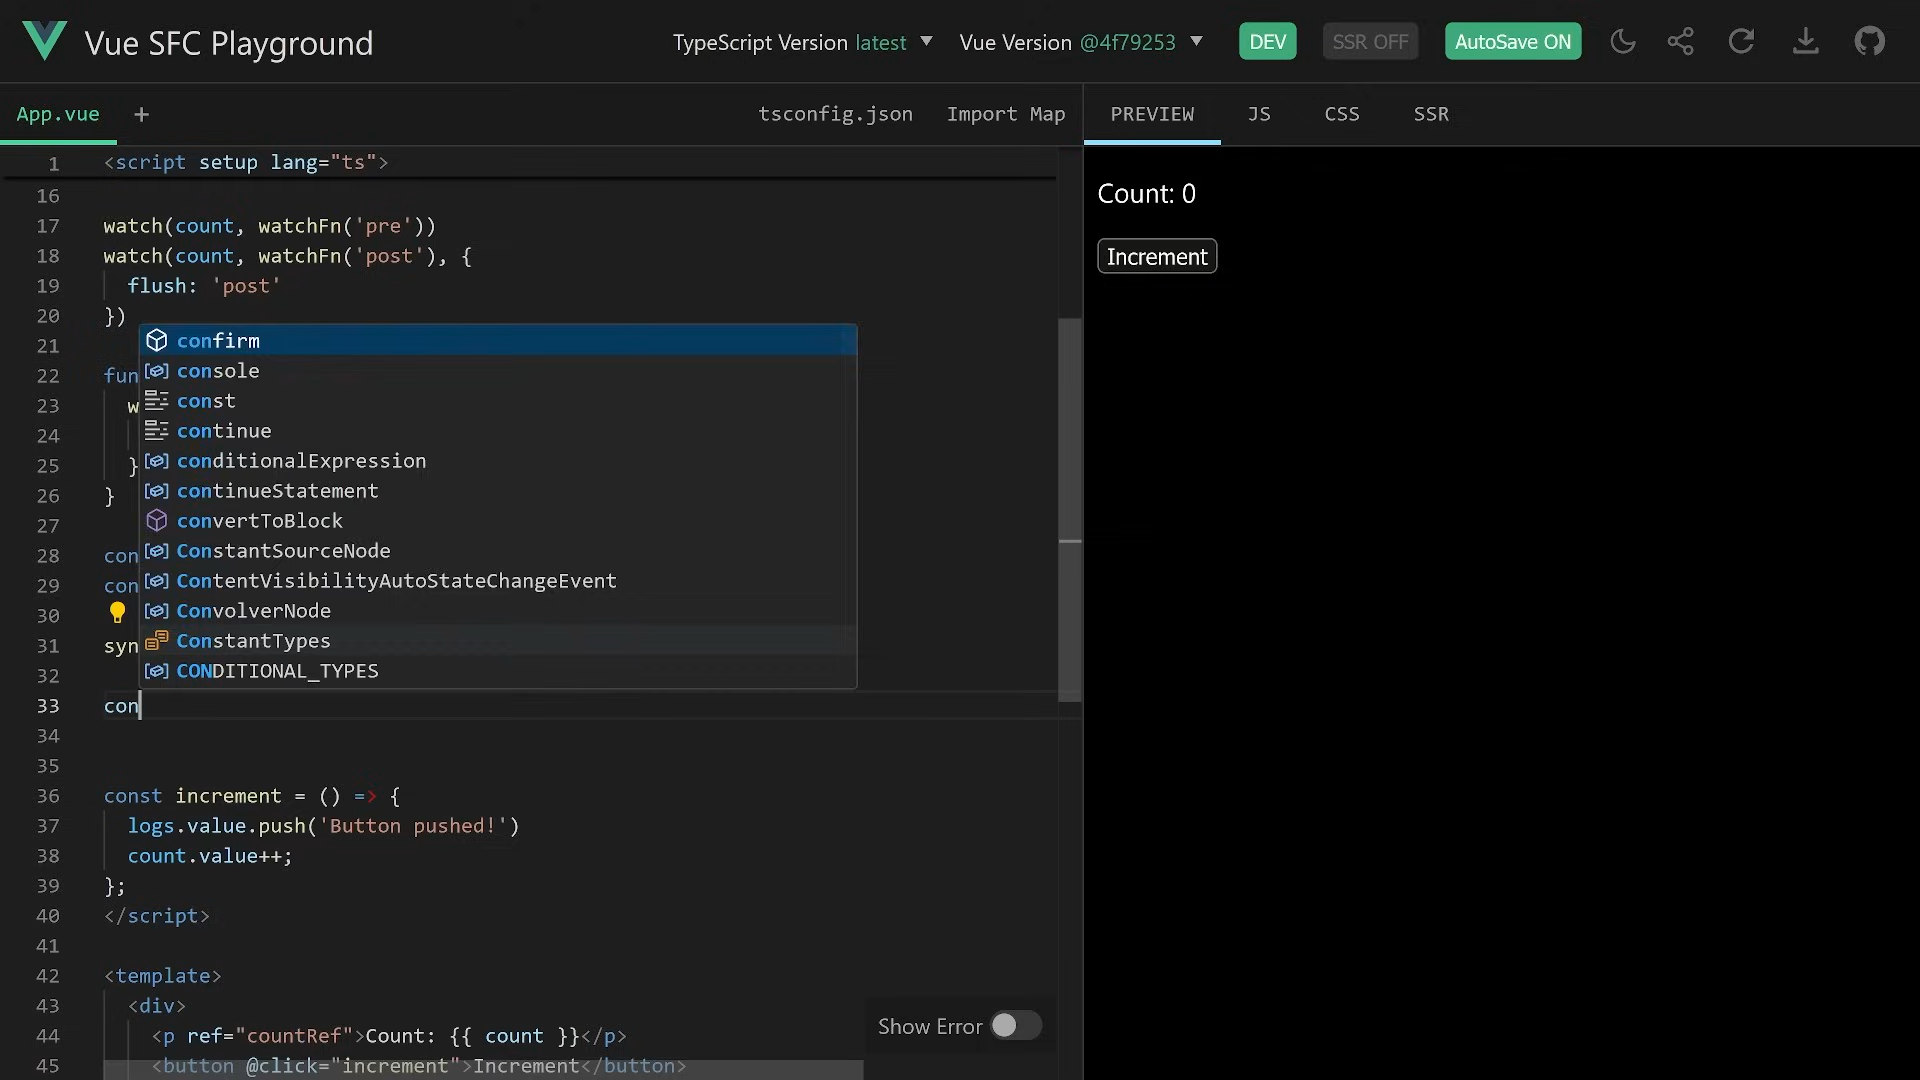 Vue SFC Playground
TypeScript Version latest
Vue Version @4f79253
DEV
SSR OFF
AutoSave ON
App.vue
+
tsconfig.json
Import Map
PREVIEW
JS
CSS
SSR
1 <script setup lang="ts">
16
17 watch(count, watchFn('pre'))
18 watch(count, watchFn('post'), {
19 flush: 'post'
20 })
21
22 fun
23 w
24
25 }
26 }
27
28 con
29 con
30
31 syn
32
33 con
34
35
36 const increment = () => {
37 logs.value.push('Button pushed!')
38 count.value++;
39 };
40 </script>
41
42 <template>
43 <div>
44 <p ref="countRef">Count: {{ count }}</p>
45 <button @click="increment">Increment</button>
confirm
console
const
continue
conditionalExpression
continueStatement
convertToBlock
ConstantSourceNode
ContentVisibilityAutoStateChangeEvent
ConvolverNode
ConstantTypes
CONDITIONAL_TYPES
Show Error
Count: 0
Increment